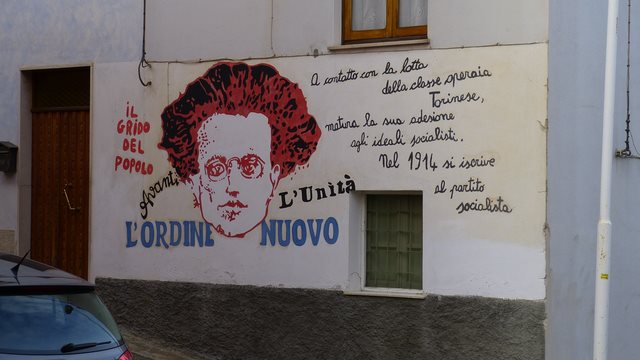 IL
GRIDO
DEL
POPOLO
Avanti!
L'Unità
L'ORDINE NUOVO
A contatto con la lotta
della classe operaia
Torinese,
matura la sua adesione
agli ideali socialisti.
Nel 1914 si iscrive
al partito
socialista